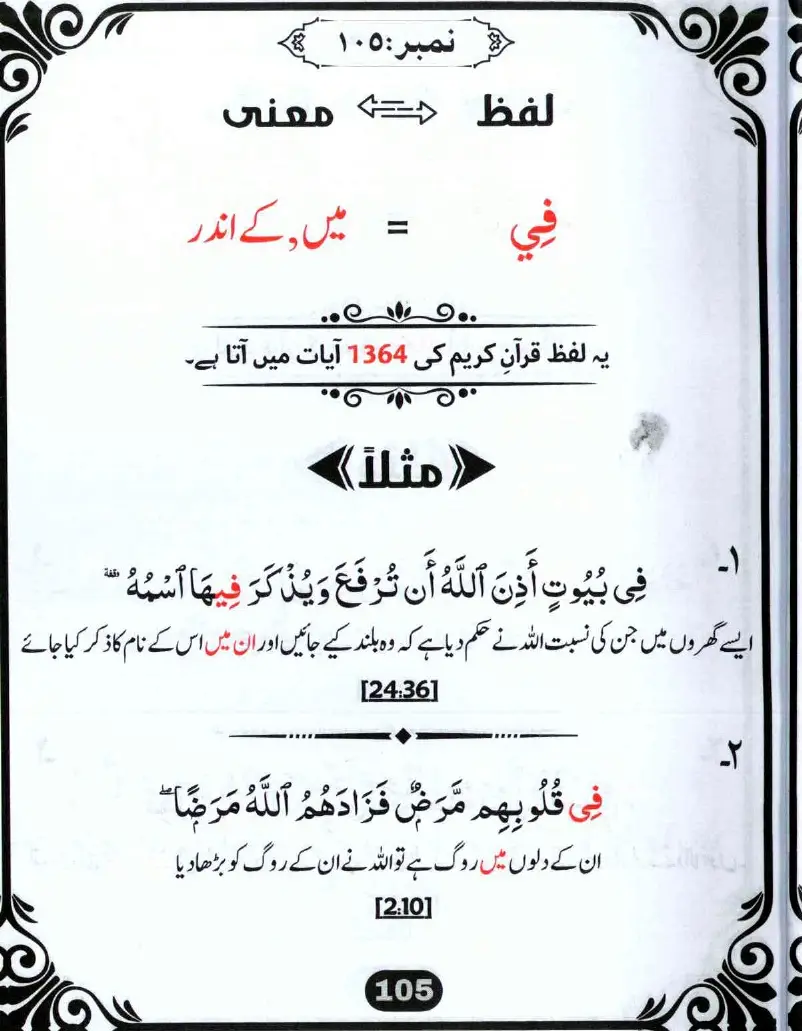 نمبر:۱۰۵
لفظ ⇐⇒ معنی
فِي = میں, کے اندر
یہ لفظ قرآنِ کریم کی 1364 آیات میں آتا ہے۔
مثلاً
۱۔
فِى بُيُوتٍ أَذِنَ ٱللَّهُ أَن تُرْفَعَ وَيُذْكَرَ فِيهَا ٱسْمُهُۥ
ایسے گھروں میں جن کی نسبت اللہ نے حکم دیا ہے کہ وہ بلند کیے جائیں اور ان میں اس کے نام کا ذکر کیا جائے
[24:36]
۲۔
فِى قُلُوبِهِم مَّرَضٌ فَزَادَهُمُ ٱللَّهُ مَرَضًا ۖ
ان کے دلوں میں روگ ہے تو اللہ نے ان کے روگ کو بڑھا دیا
[2:10]
105